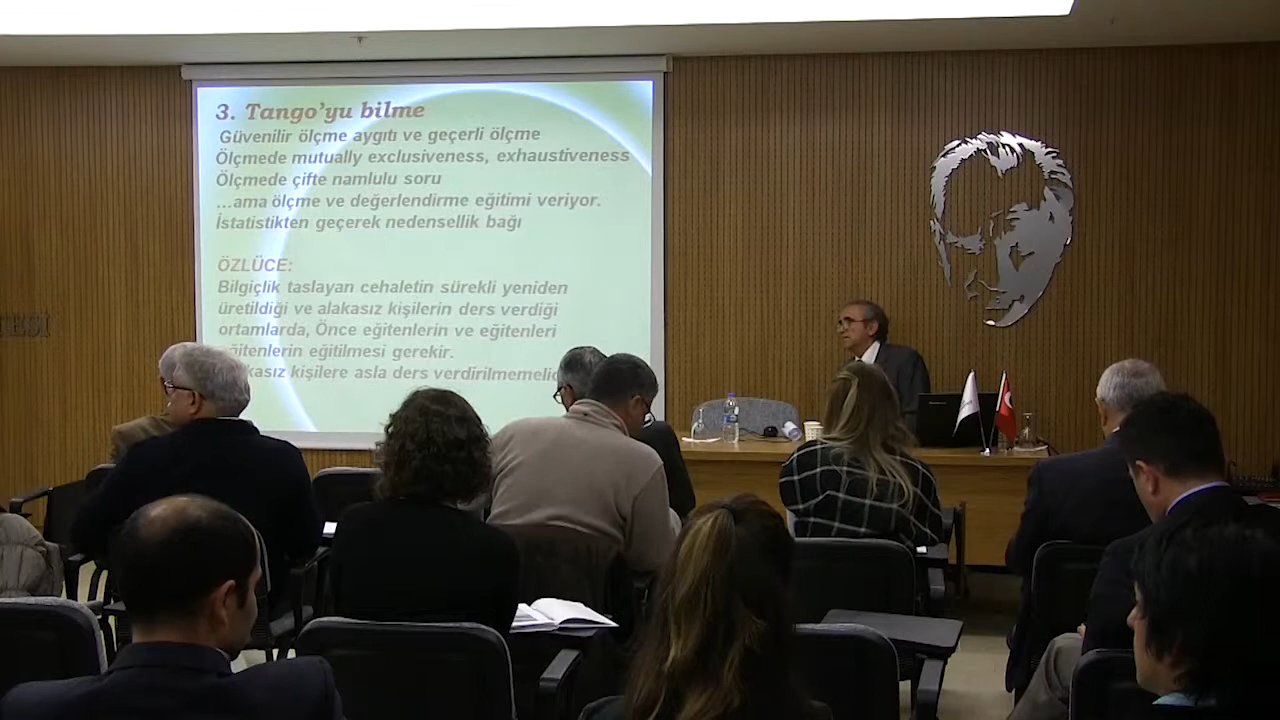 3. Tango'yu bilme
Güvenilir ölçme aygıtı ve geçerli ölçme
Ölçmede mutually exclusiveness, exhaustiveness
Ölçmede çifte namlulu soru
…ama ölçme ve değerlendirme eğitimi veriyor.
İstatistikten geçerek nedensellik bağı
ÖZLÜCE:
Bilgiçlik taslayan cehaletin sürekli yeniden
üretildiği ve alakasız kişilerin ders verdiği
ortamlarda, Önce eğitenlerin ve eğitenleri
eğitenlerin eğitilmesi gerekir.
kişilere asla ders verdirilmemelidir